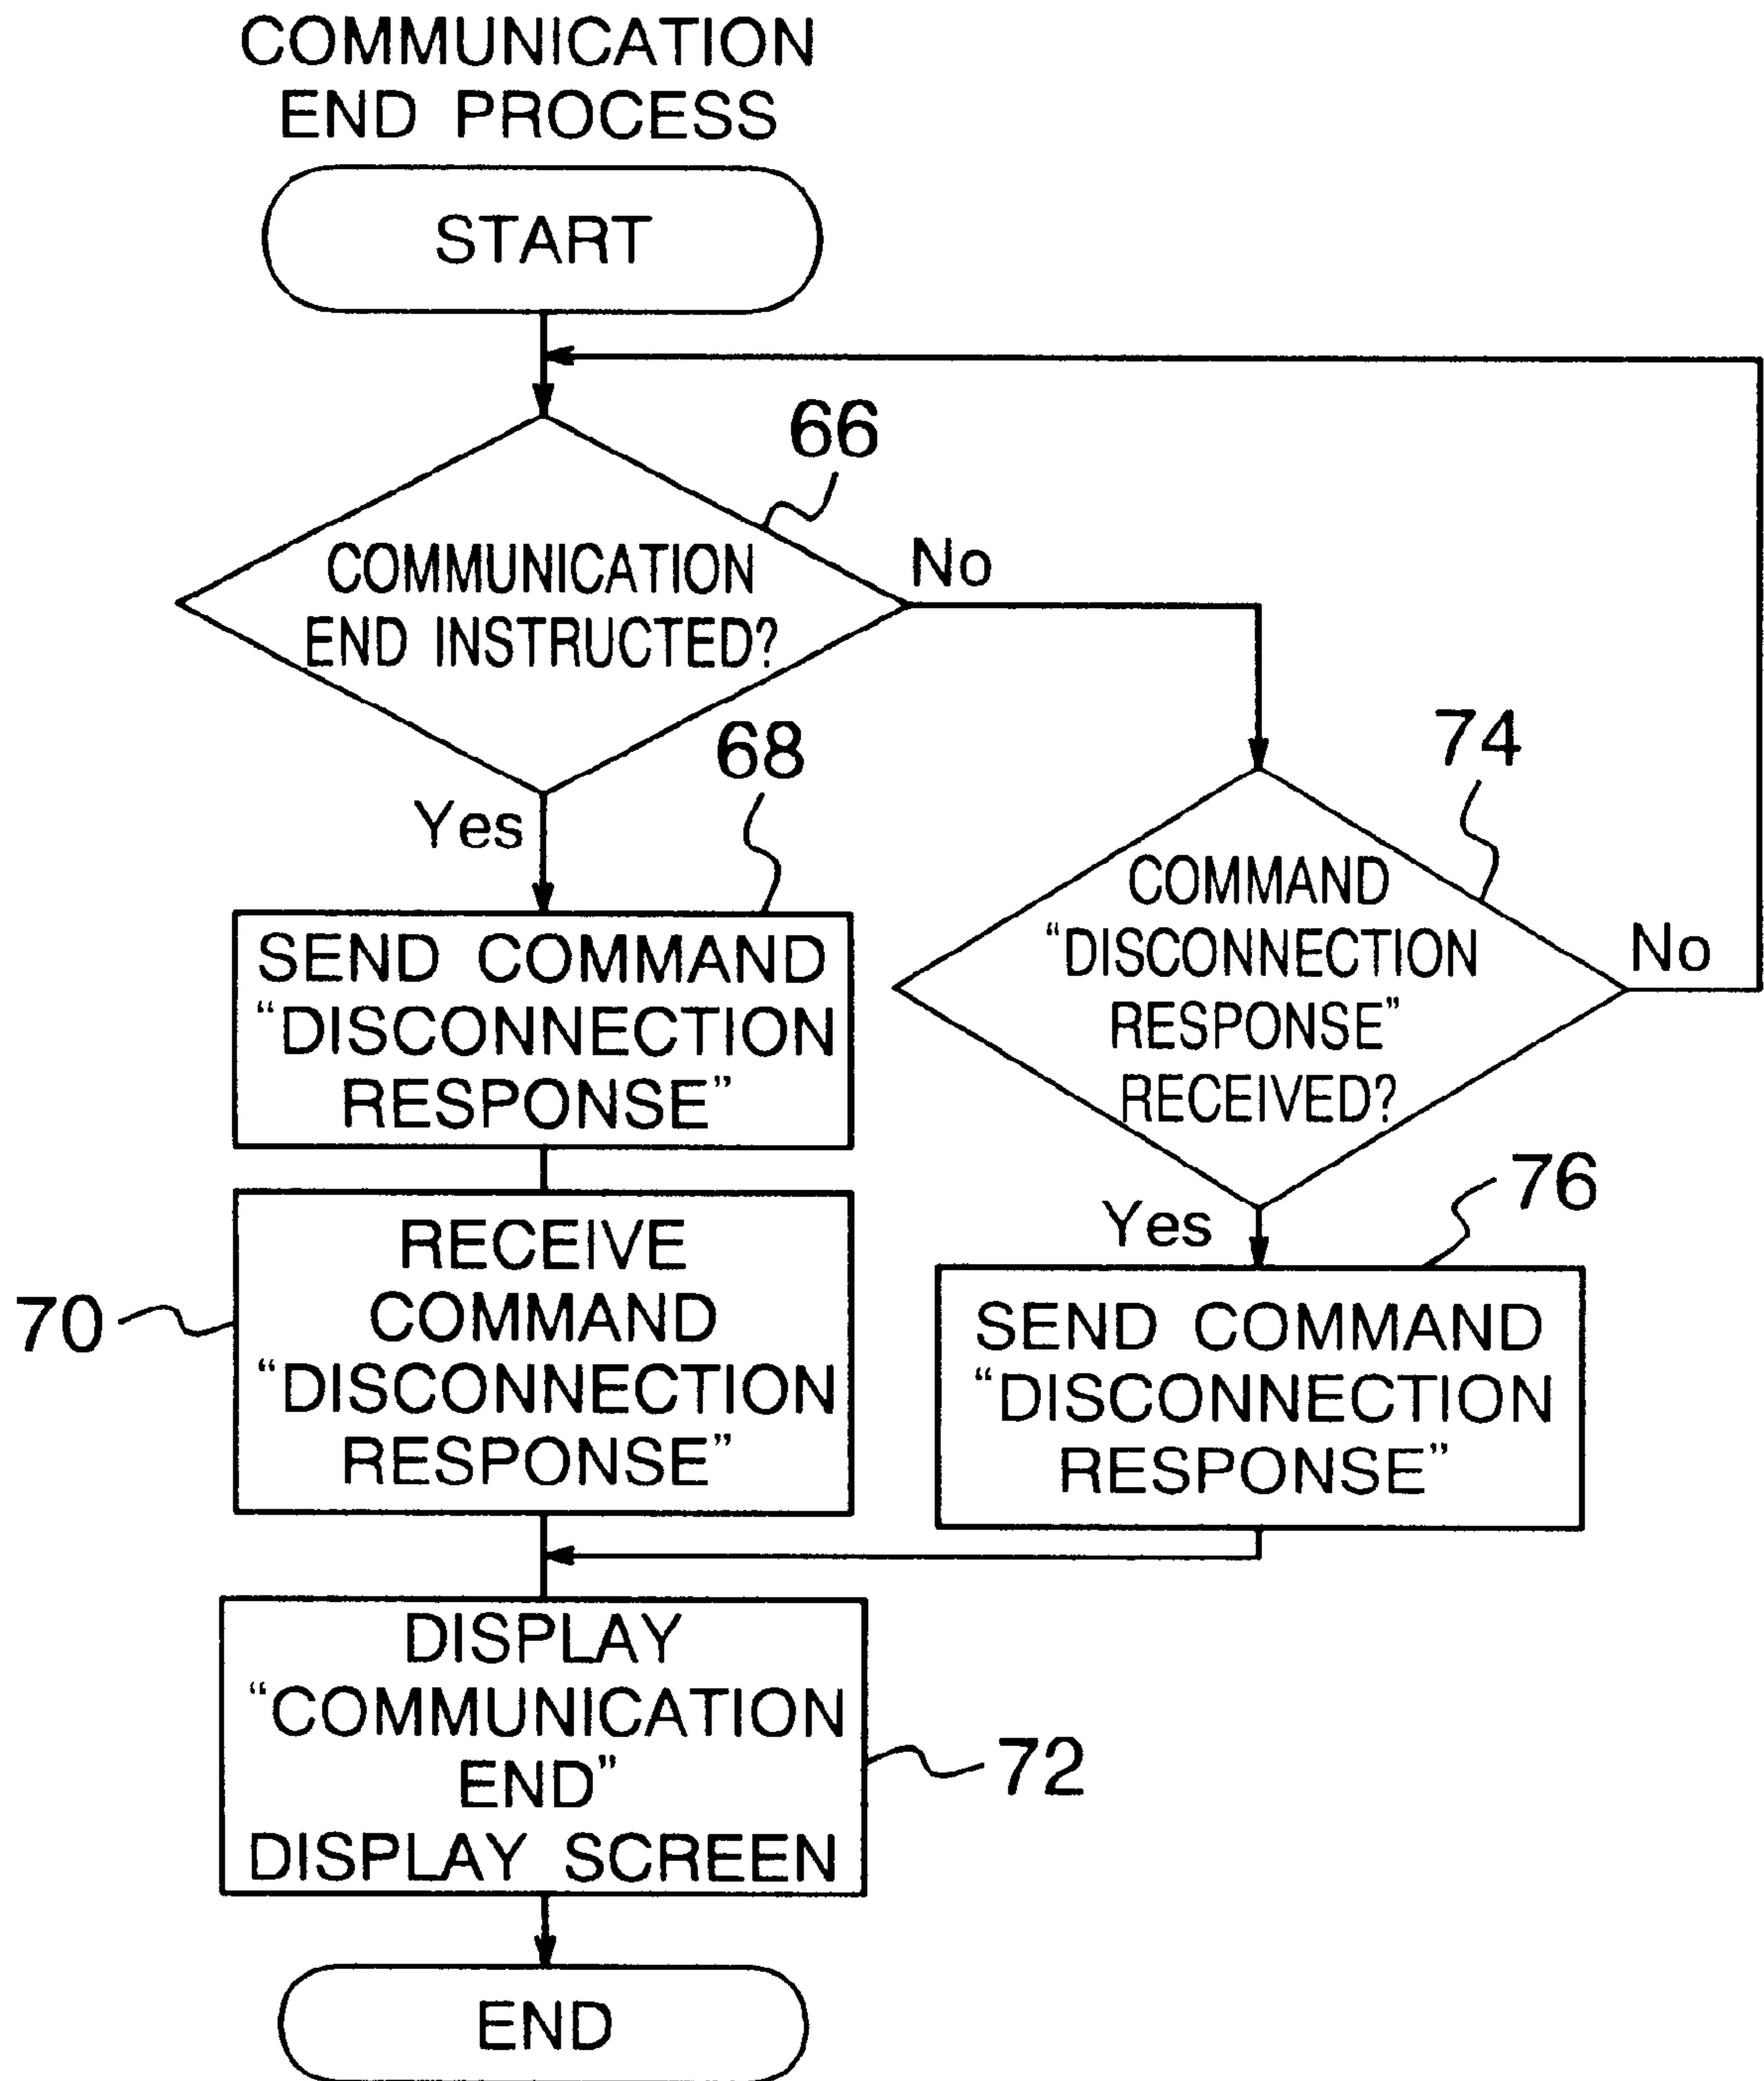 COMMUNICATION
END PROCESS
START
66
COMMUNICATION
END INSTRUCTED?
No
Yes
68
SEND COMMAND
“DISCONNECTION
RESPONSE”
74
COMMAND
“DISCONNECTION
RESPONSE”
RECEIVED?
No
Yes
70
RECEIVE
COMMAND
“DISCONNECTION
RESPONSE”
76
SEND COMMAND
“DISCONNECTION
RESPONSE”
DISPLAY
“COMMUNICATION
END”
DISPLAY SCREEN
72
END